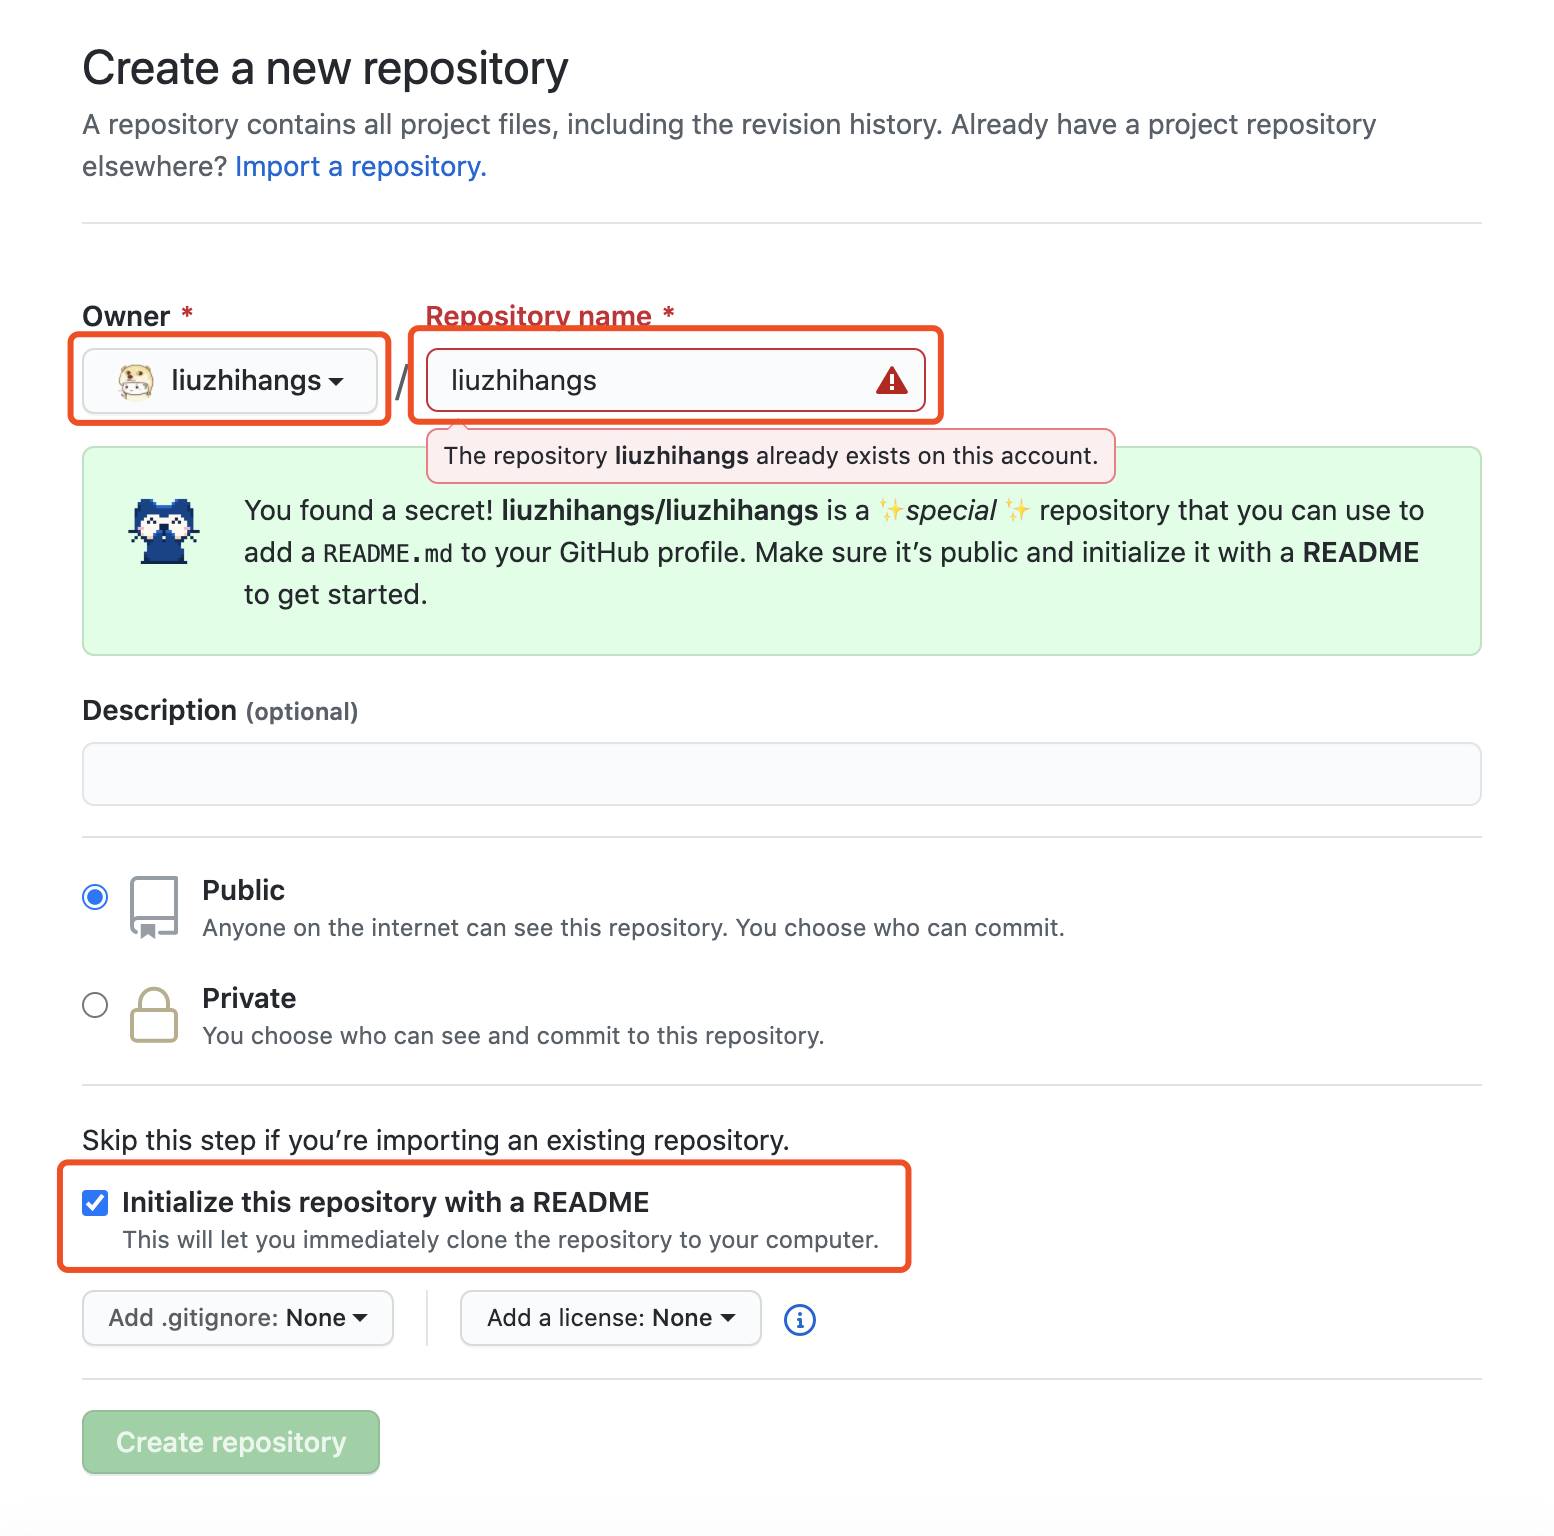 Create a new repository
A repository contains all project files, including the revision history. Already have a project repository
elsewhere? Import a repository.
Owner *
Repository name *
liuzhihangs
/
liuzhihangs
The repository liuzhihangs already exists on this account.
You found a secret! liuzhihangs/liuzhihangs is a ✨special ✨ repository that you can use to
add a README.md to your GitHub profile. Make sure it’s public and initialize it with a README
to get started.
Description (optional)
Public
Anyone on the internet can see this repository. You choose who can commit.
Private
You choose who can see and commit to this repository.
Skip this step if you’re importing an existing repository.
Initialize this repository with a README
This will let you immediately clone the repository to your computer.
Add .gitignore: None
Add a license: None
Create repository